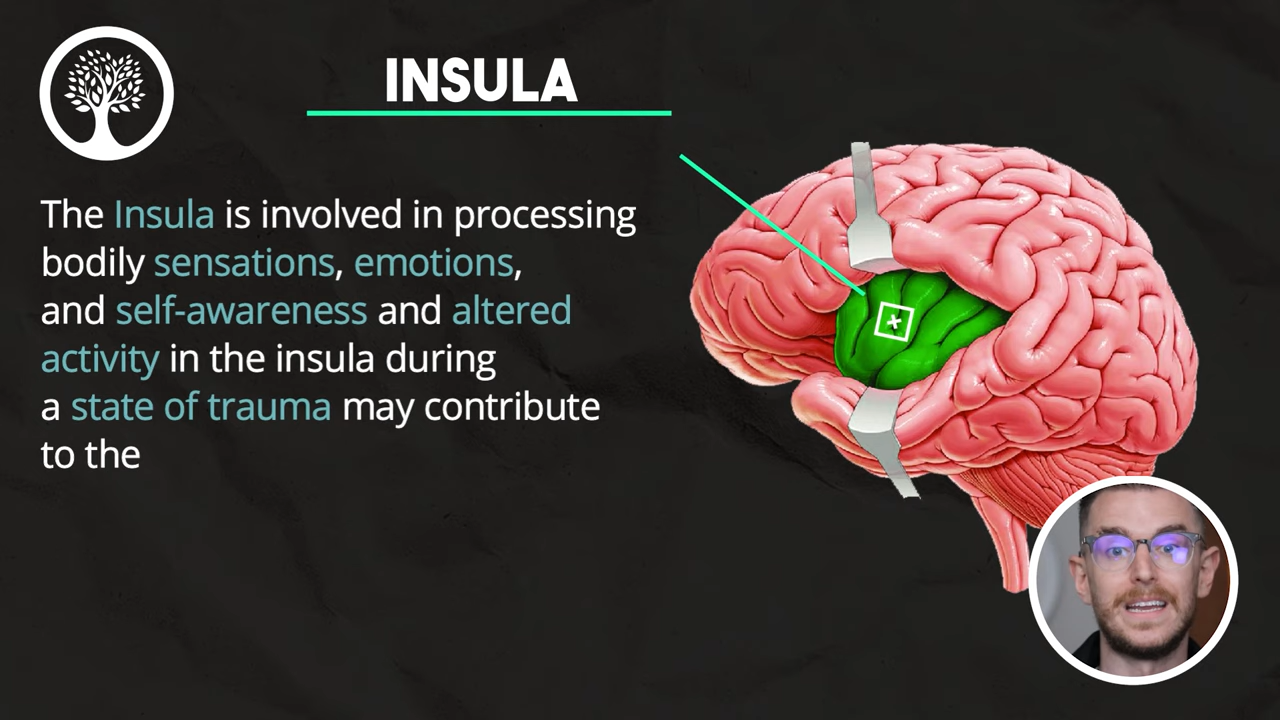 INSULA
The Insula is involved in processing
bodily sensations, emotions,
and self-awareness and altered
activity in the insula during
a state of trauma may contribute
to the